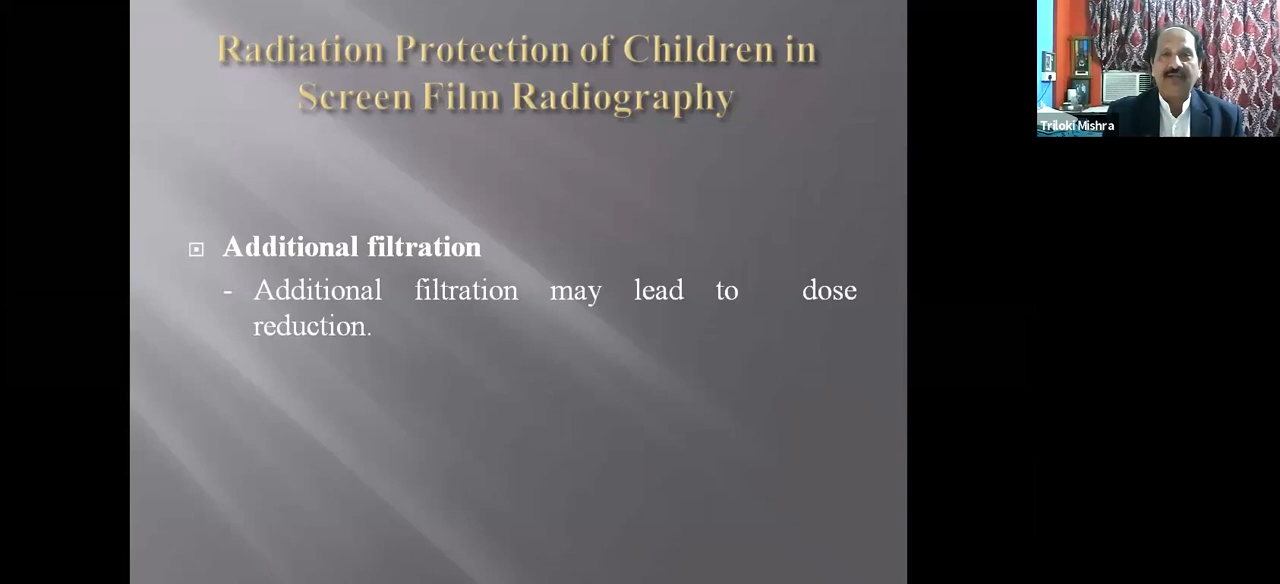 Radiation Protection of Children in
Screen Film Radiography
Additional filtration
- Additional filtration may lead to dose
reduction.
Triloki Mishra